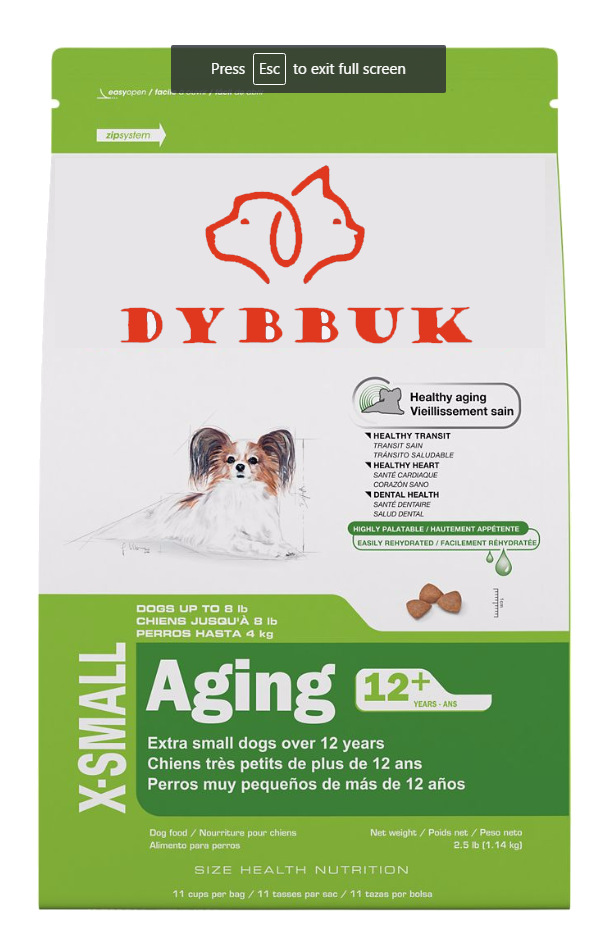 Press Esc to exit full screen
easyopen / facile
zipsystem
DYBBUK
Healthy aging
Vieillissement sain
HEALTHY TRANSIT
TRANSIT SAIN
TRÁNSITO SALUDABLE
HEALTHY HEART
SANTÉ CARDIAQUE
CORAZÓN SANO
DENTAL HEALTH
SANTÉ DENTAIRE
SALUD DENTAL
HIGHLY PALATABLE / HAUTEMENT APPÉTENTE
EASILY REHYDRATED / FACILEMENT RÉHYDRATÉE
1cm
DOGS UP TO 8 lb
CHIENS JUSQU'À 8 lb
PERROS HASTA 4 kg
X-SMALL
Aging 12+
YEARS - ANS
Extra small dogs over 12 years
Chiens très petits de plus de 12 ans
Perros muy pequeños de más de 12 años
Dog food / Nourriture pour chiens
Alimento para perros
Net weight / Poids net / Peso neto
2.5 lb (1.14 kg)
SIZE HEALTH NUTRITION
11 cups per bag / 11 tasses par sac / 11 tazas por bolsa